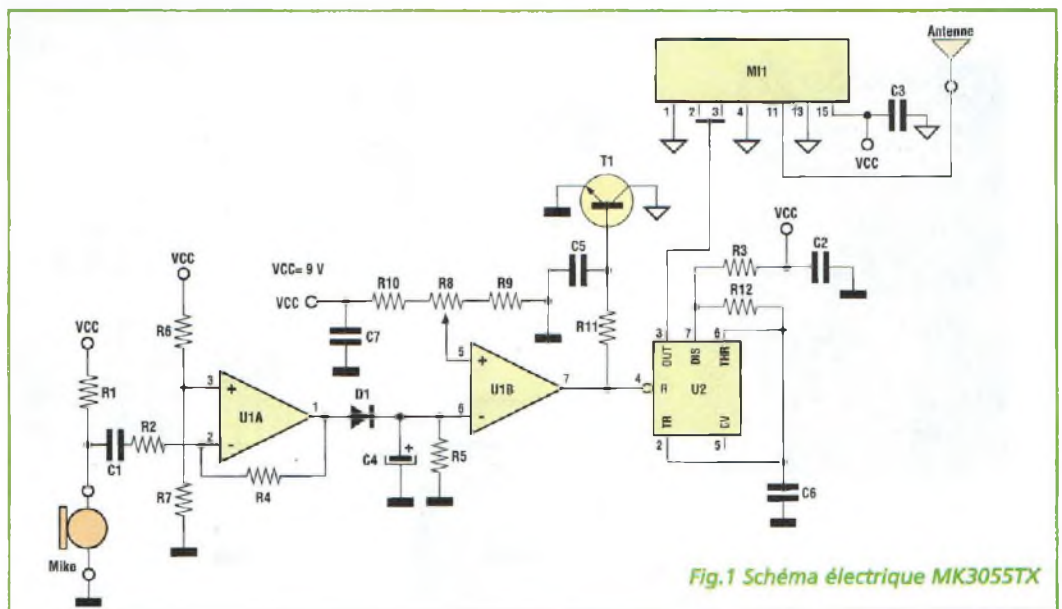 Antenne
MI1
1 2 3 4 11 13 15
C3
VCC
T1
VCC
VCC= 9 V
C5
R3
C2
VCC
R10 R8 R9
R12
VCC
R6
VCC
C7
R11
3 7 6
OUT DIS THR
R1
3 + U1A 1
D1
5 + U1B 7
4 R U2
R2
2 -
6 -
TR CV
C1
R4
C4 +
R5
2 5
R7
C6
Mike
Fig.1 Schéma électrique MK3055TX